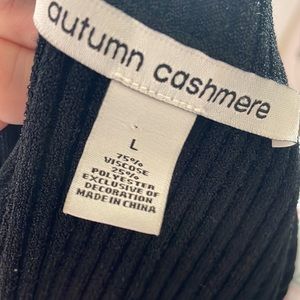 autumn cashmere
L
75%
VISCOSE
25%
POLYESTER
EXCLUSIVE OF
DECORATION
MADE IN CHINA